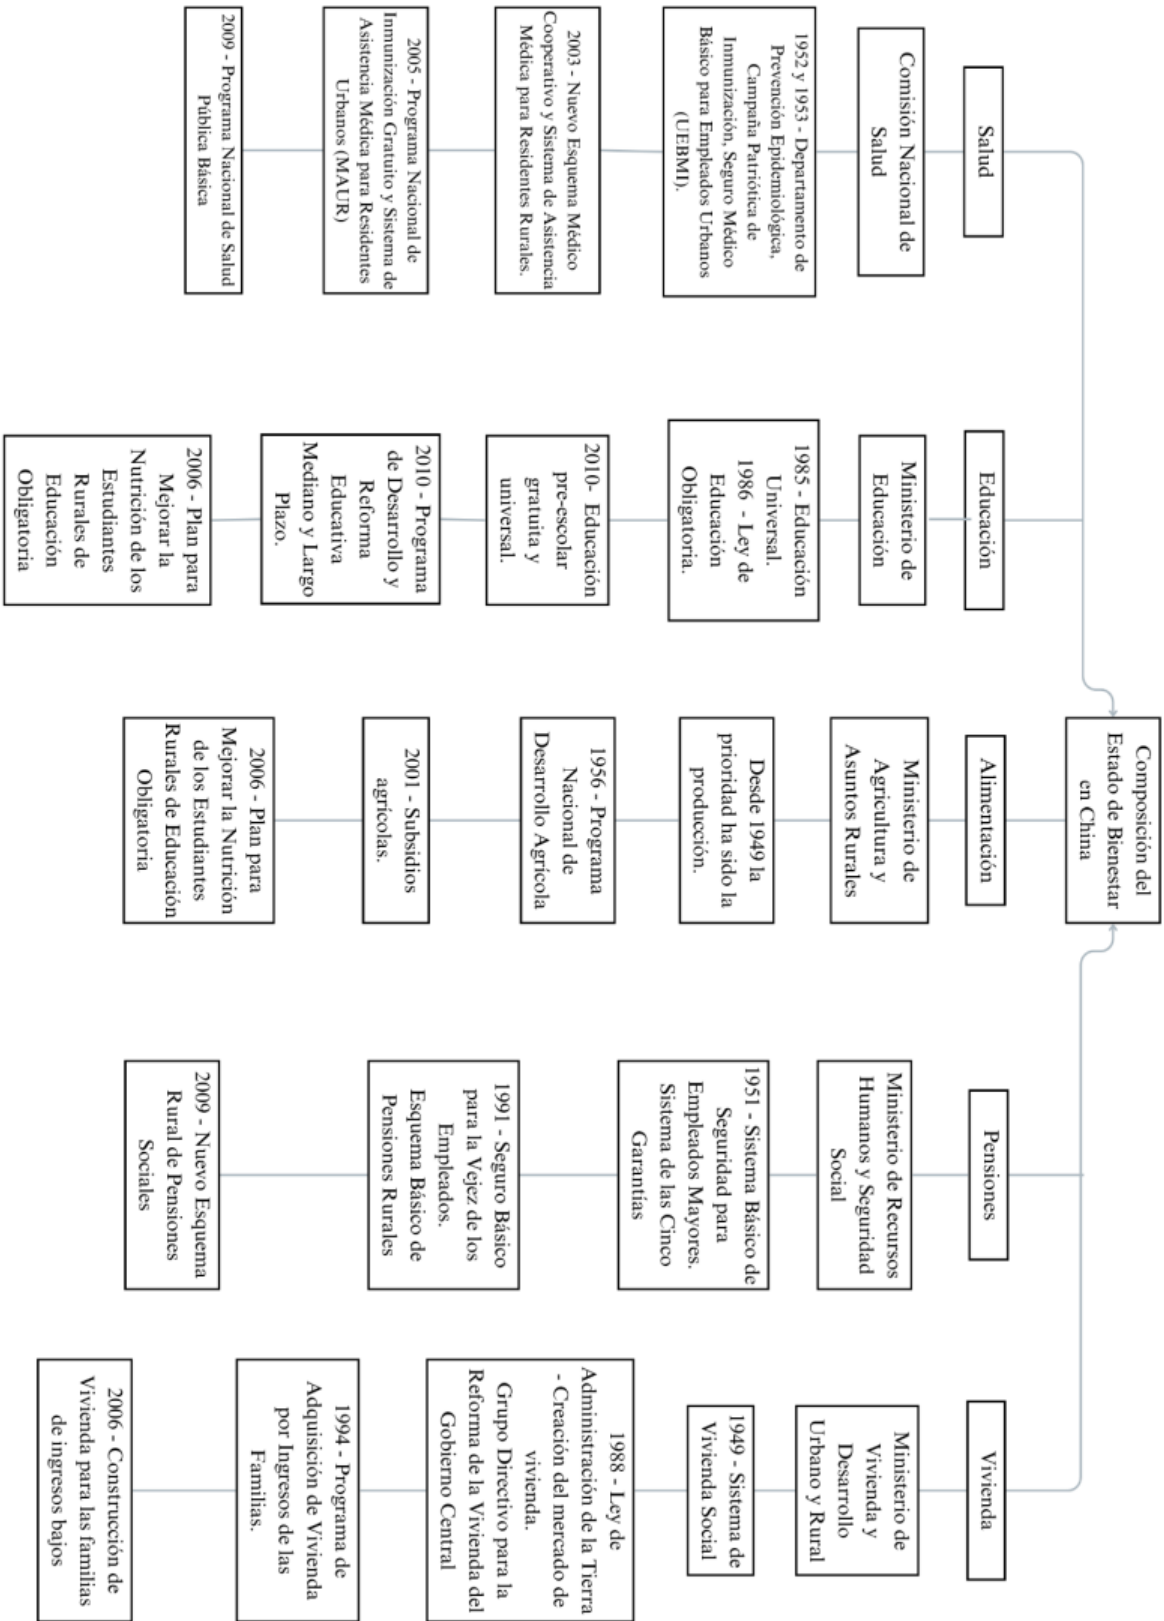 Composición del
Estado de Bienestar
en China
Salud
Comisión Nacional de
Salud
1952 y 1953 - Departamento de
Prevención Epidemiológica,
Campaña Patriótica de
Inmunización, Seguro Médico
Básico para Empleados Urbanos
(UEBMI).
2003 - Nuevo Esquema Médico
Cooperativo y Sistema de Asistencia
Médica para Residentes Rurales.
2005 - Programa Nacional de
Inmunización Gratuito y Sistema de
Asistencia Médica para Residentes
Urbanos (MAUR)
2009 - Programa Nacional de Salud
Pública Básica
Educación
Ministerio de
Educación
1985 - Educación
Universal.
1986 - Ley de
Educación
Obligatoria.
2010- Educación
pre-escolar
gratuita y
universal.
2010 - Programa
de Desarrollo y
Reforma
Educativa
Mediano y Largo
Plazo.
2006 - Plan para
Mejorar la
Nutrición de los
Estudiantes
Rurales de
Educación
Obligatoria
Alimentación
Ministerio de
Agricultura y
Asuntos Rurales
Desde 1949 la
prioridad ha sido la
producción.
1956 - Programa
Nacional de
Desarrollo Agrícola
2001 - Subsidios
agrícolas.
2006 - Plan para
Mejorar la Nutrición
de los Estudiantes
Rurales de Educación
Obligatoria
Pensiones
Ministerio de Recursos
Humanos y Seguridad
Social
1951 - Sistema Básico de
Seguridad para
Empleados Mayores.
Sistema de las Cinco
Garantías
1991 - Seguro Básico
para la Vejez de los
Empleados.
Esquema Básico de
Pensiones Rurales
2009 - Nuevo Esquema
Rural de Pensiones
Sociales
Vivienda
Ministerio de
Vivienda y
Desarrollo
Urbano y Rural
1949 - Sistema de
Vivienda Social
1988 - Ley de
Administración de la Tierra
- Creación del mercado de
vivienda.
Grupo Directivo para la
Reforma de la Vivienda del
Gobierno Central
1994 - Programa de
Adquisición de Vivienda
por Ingresos de las
Familias.
2006 - Construcción de
Vivienda para las familias
de ingresos bajos